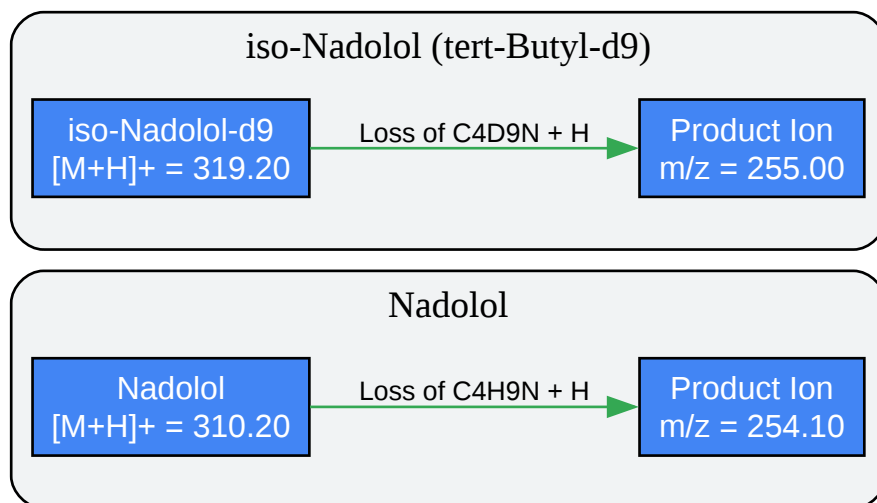 iso-Nadolol (tert-Butyl-d9)
iso-Nadolol-d9
[M+H]+ = 319.20
Loss of C4D9N + H
Product Ion
m/z = 255.00
Nadolol
Nadolol
[M+H]+ = 310.20
Loss of C4H9N + H
Product Ion
m/z = 254.10